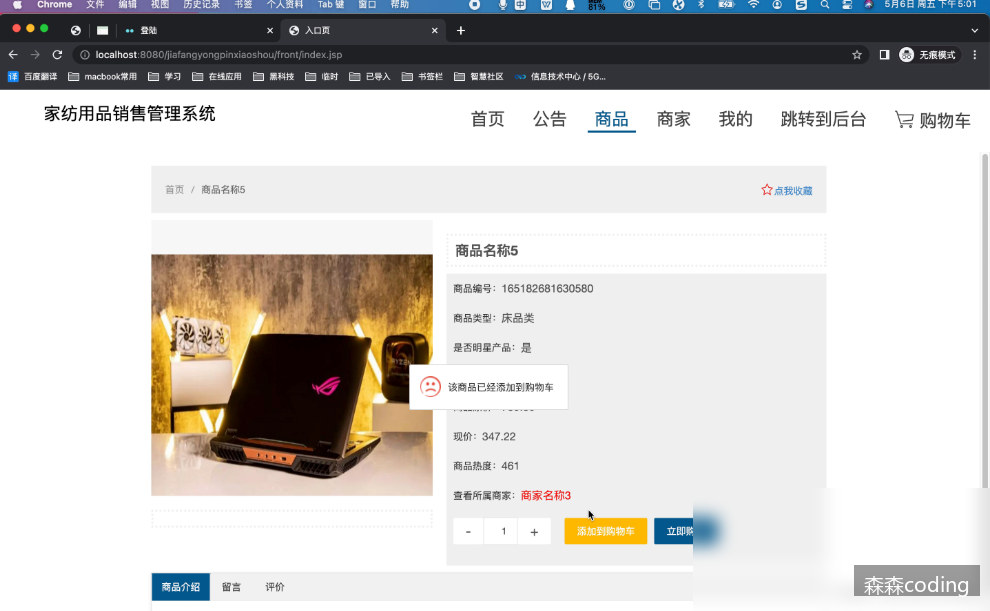 Chrome 文件 编辑 视图 历史记录 书签 个人资料 Tab 键 窗口 帮助 81% 5月6日 周五 下午5:01
登陆 入口页
localhost:8080/jiafangyongpinxiaoshou/front/index.jsp 无痕模式
译 百度翻译 macbook常用 学习 在线应用 黑科技 临时 已导入 书签栏 智慧社区 信息技术中心 / 5G...
家纺用品销售管理系统
首页 公告 商品 商家 我的 跳转到后台 购物车
首页 / 商品名称5 点我收藏
商品名称5
商品编号：165182681630580
商品类型：床品类
是否明星产品：是
该商品已经添加到购物车
现价：347.22
商品热度：461
查看所属商家：商家名称3
- 1 + 添加到购物车 立即
商品介绍 留言 评价
森森coding